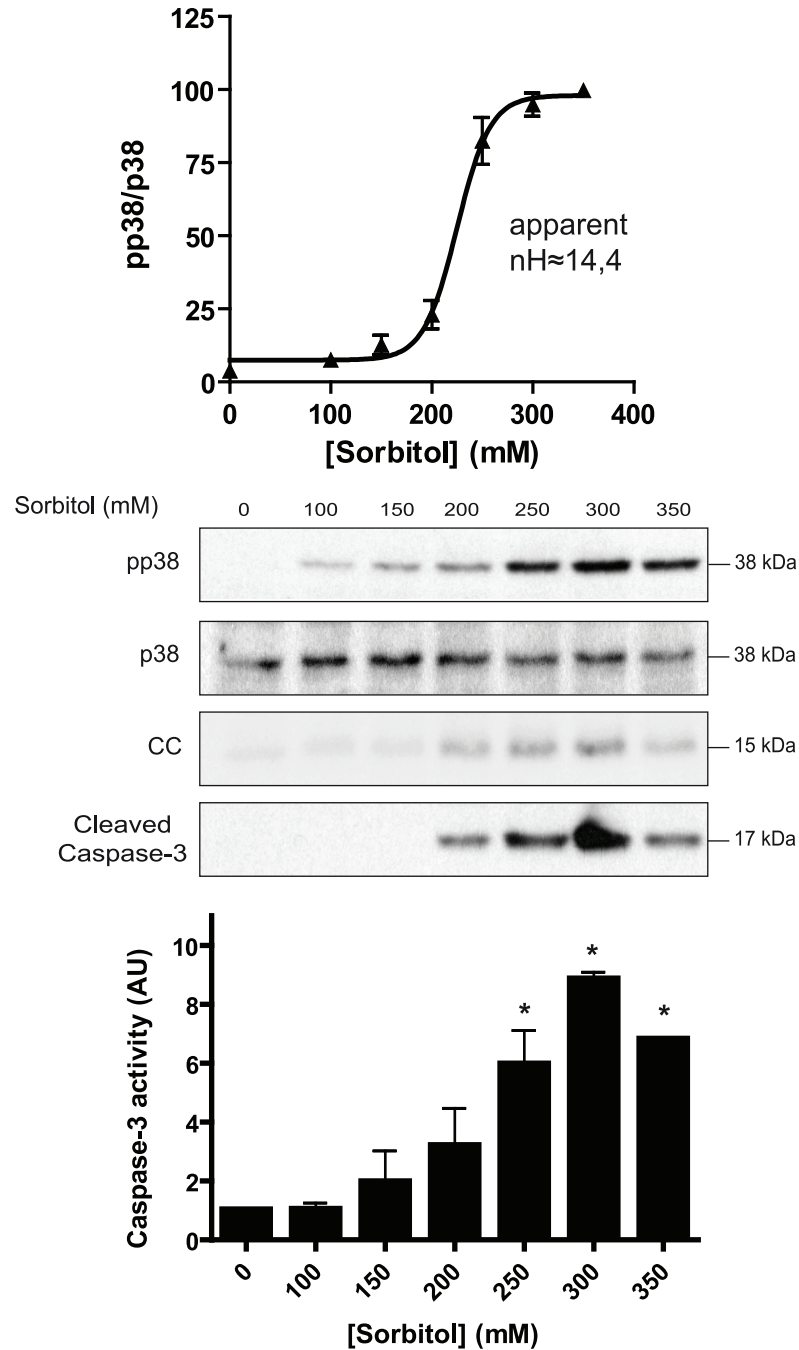 125
100
75
50
25
0
pp38/p38
apparent
nH≈14,4
0 100 200 300 400
[Sorbitol] (mM)
Sorbitol (mM) 0 100 150 200 250 300 350
pp38 38 kDa
p38 38 kDa
CC 15 kDa
Cleaved
Caspase-3 17 kDa
Caspase-3 activity (AU)
10
8
6
4
2
0
* * *
0 100 150 200 250 300 350
[Sorbitol] (mM)